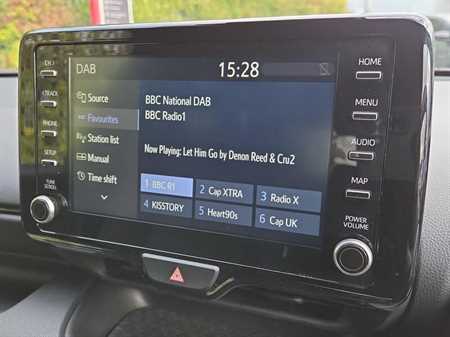 DAB
15:28
CH
TRACK
PHONE
SETUP
TUNE
SCROLL
Source
Favourites
Station list
Manual
Time shift
BBC National DAB
BBC Radio1
Now Playing: Let Him Go by Denon Reed & Cru2
1 BBC R1
2 Cap XTRA
3 Radio X
4 KISSTORY
5 Heart90s
6 Cap UK
HOME
MENU
AUDIO
MAP
POWER
VOLUME